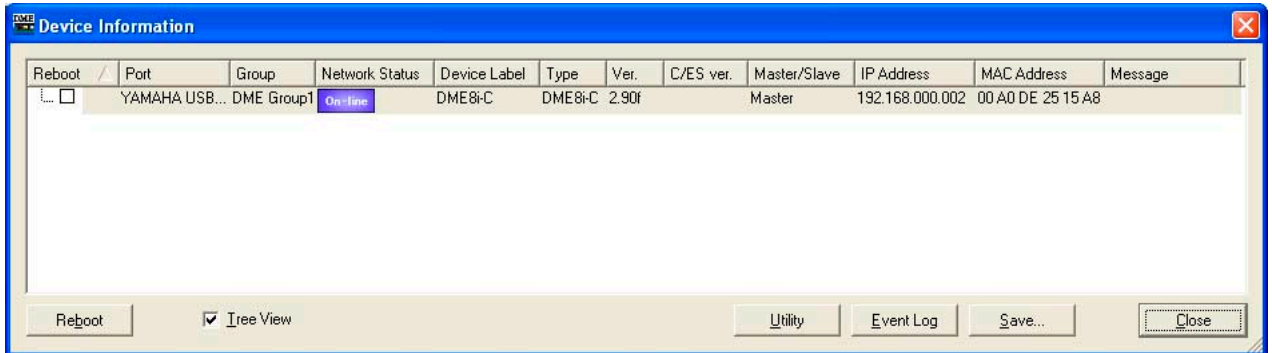 DME Device Information
Reboot Port Group Network Status Device Label Type Ver. C/ES ver. Master/Slave IP Address MAC Address Message
YAMAHA USB... DME Group1 On-line DME8i-C DME8i-C 2.90f Master 192.168.000.002 00 A0 DE 25 15 A8
Reboot Tree View Utility Event Log Save... Close